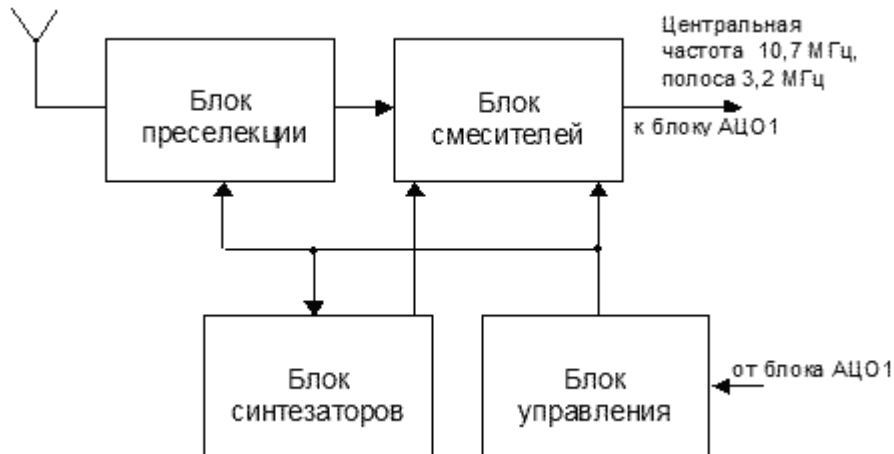 Центральная
частота 10,7 МГц,
полоса 3,2 МГц
Блок
преселекции
Блок
смесителей
к блоку АЦО1
Блок
синтезаторов
Блок
управления
от блока АЦО1